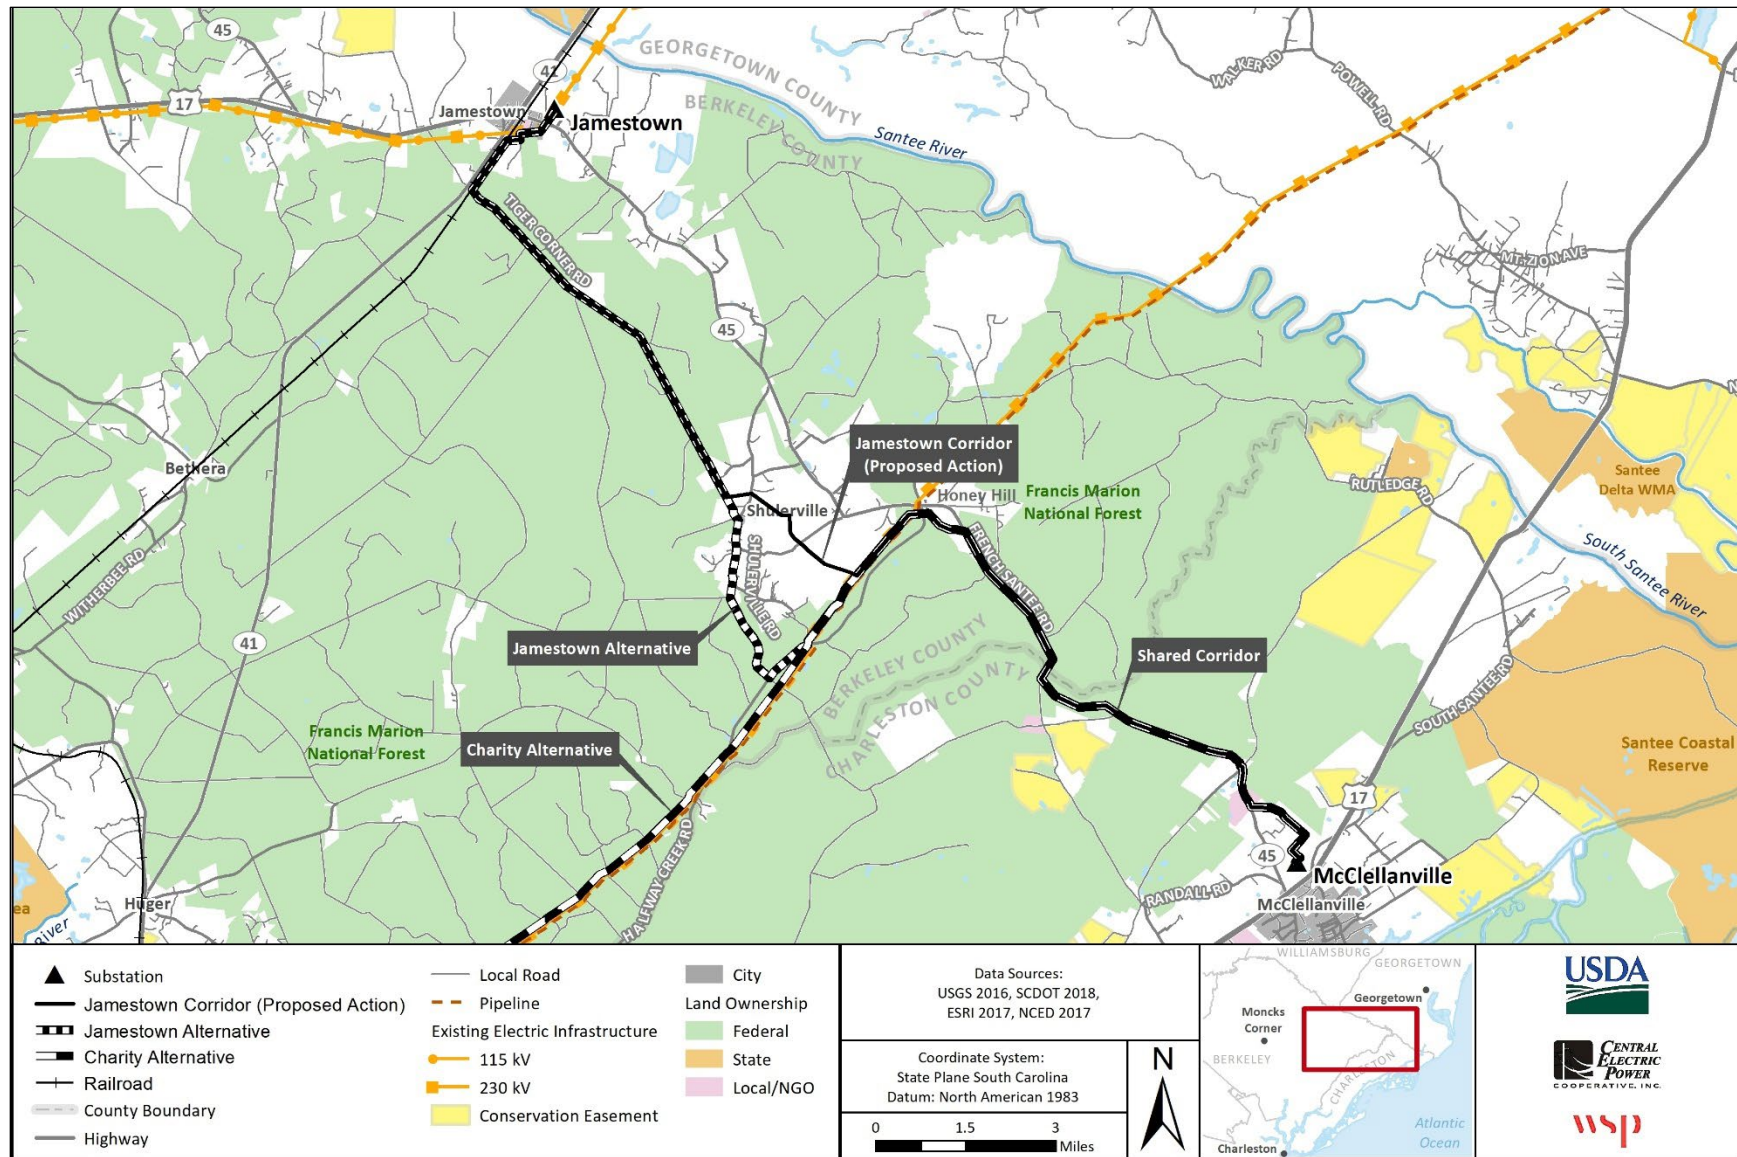 45
GEORGETOWN COUNTY
BERKELEY COUNTY
WALKER RD
POWELL RD
41
17
Jamestown
Jamestown
Santee River
TIGER CORNER RD
MT ZION AVE
45
Jamestown Corridor
(Proposed Action)
Bethera
Honey Hill
Francis Marion
National Forest
Shulerville
RUTLEDGE RD
Santee
Delta WMA
WITHERBEE RD
SHULERVILLE RD
FRENCH SANTEE RD
South Santee River
41
Jamestown Alternative
Shared Corridor
BERKELEY COUNTY
CHARLESTON COUNTY
SOUTH SANTEE RD
Francis Marion
National Forest
Charity Alternative
Santee Coastal
Reserve
17
HALFWAY CREEK RD
45
McClellanville
RANDALL RD
McClellanville
Huger
ea
River
Substation
Jamestown Corridor (Proposed Action)
Jamestown Alternative
Charity Alternative
Railroad
County Boundary
Highway
Local Road
Pipeline
Existing Electric Infrastructure
115 kV
230 kV
Conservation Easement
City
Land Ownership
Federal
State
Local/NGO
Data Sources:
USGS 2016, SCDOT 2018,
ESRI 2017, NCED 2017
Coordinate System:
State Plane South Carolina
Datum: North American 1983
0 1.5 3
Miles
N
WILLIAMSBURG
GEORGETOWN
Georgetown
Moncks
Corner
BERKELEY
CHARLESTON
Atlantic
Ocean
Charleston
USDA
CENTRAL
ELECTRIC
POWER
COOPERATIVE, INC.
wsp